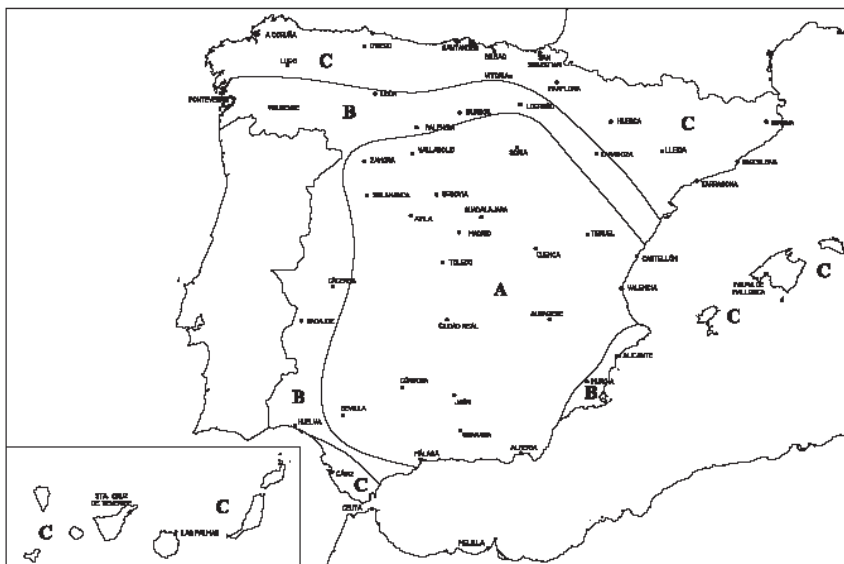 A CORUÑA
OVIEDO
SANTANDER
BILBAO
SAN
SEBASTIAN
LUGO
C
VITORIA
PAMPLONA
PONTEVEDRA
LEÓN
LOGROÑO
B
BURGOS
HUESCA
C
PALENCIA
ZAMORA
VALLADOLID
SORIA
ZARAGOZA
LLEIDA
BARCELONA
TARRAGONA
SALAMANCA
SEGOVIA
GUADALAJARA
AVILA
MADRID
TERUEL
CUENCA
CASTELLÓN
TOLEDO
C
PALMA DE
MALLORCA
CÁCERES
A
VALENCIA
C
BADAJOZ
CIUDAD REAL
ALBACETE
ALICANTE
CÓRDOBA
MURCIA
B
B
JAÉN
SEVILLA
HUELVA
GRANADA
MÁLAGA
ALMERIA
CÁDIZ
C
CEUTA
MELILLA
STA. CRUZ
DE TENERIFE
C
C
LAS PALMAS